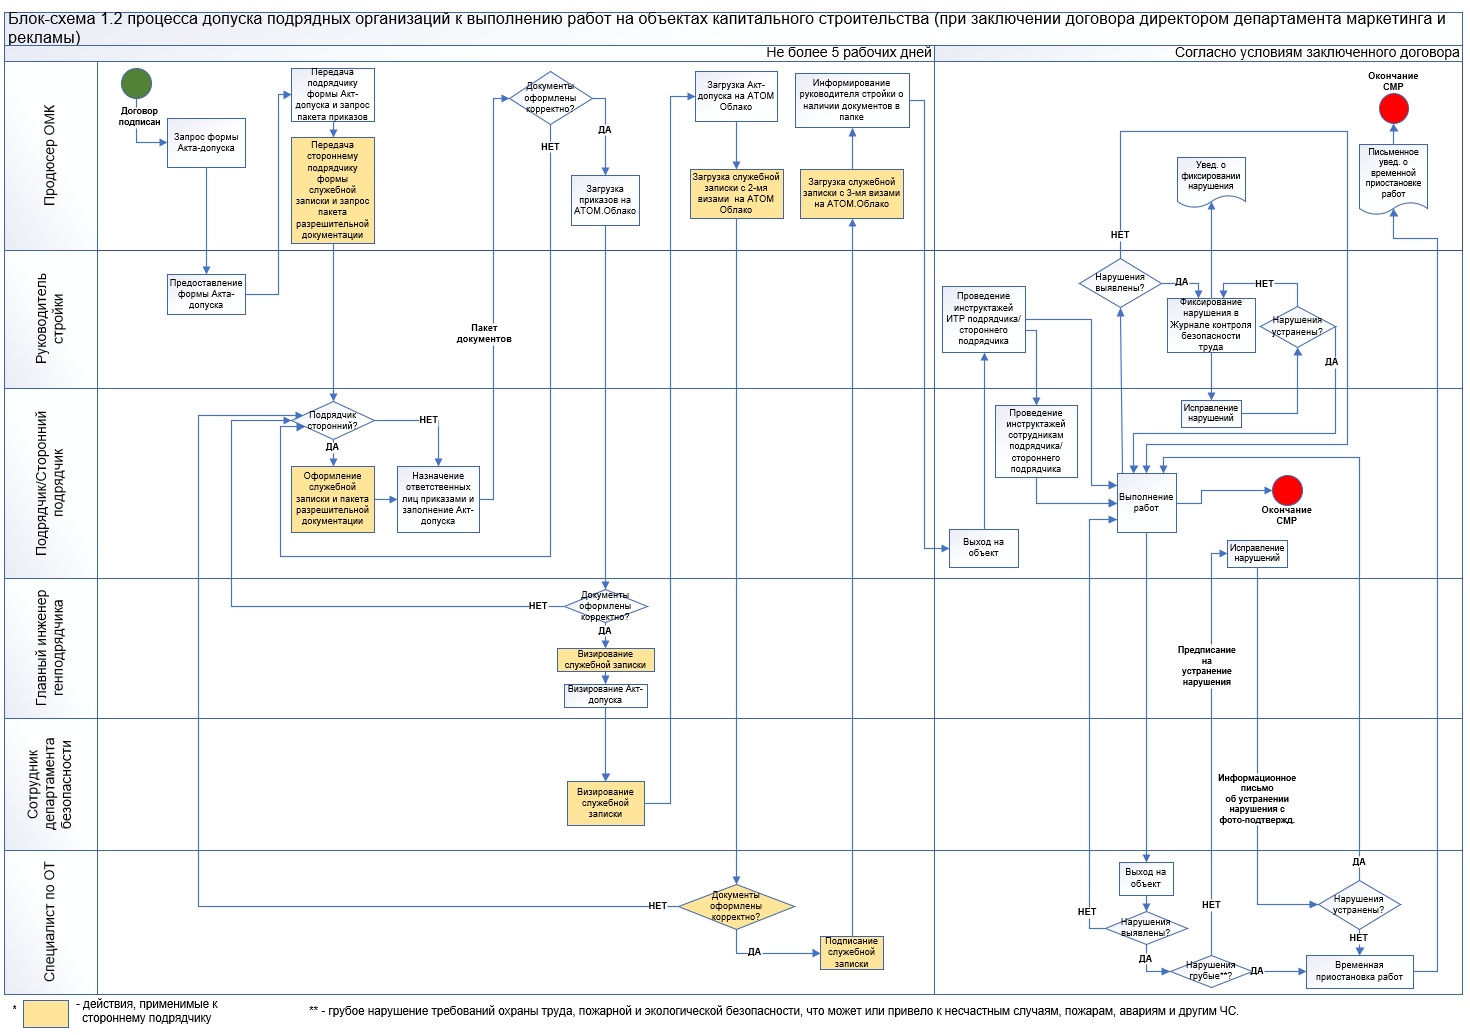 Блок-схема 1.2 процесса допуска подрядных организаций к выполнению работ на объектах капитального строительства (при заключении договора директором департамента маркетинга и
рекламы)
Не более 5 рабочих дней
Согласно условиям заключенного договора
Продюсер ОМК
Договор
подписан
Запрос формы
Акта-допуска
Передача
подрядчику
формы Акт-
допуска и запрос
пакета приказов
Передача
стороннему
подрядчику
формы
служебной
записки и запрос
пакета
разрешительной
документации
Документы
оформлены
корректно?
ДА
НЕТ
Загрузка
приказов на
АТОМ.Облако
Загрузка Акт-
допуска на АТОМ
Облако
Загрузка служебной
записки с 2-мя
визами на АТОМ
Облако
Информирование
руководителя стройки о
наличии документов в
папке
Загрузка служебной
записки с 3-мя визами
на АТОМ.Облако
Увед. о
фиксировании
нарушения
Окончание
СМР
Письменное
увед. о
временной
приостановке
работ
НЕТ
Руководитель
стройки
Предоставление
формы Акта-
допуска
Пакет
документов
Проведение
инструктажей
ИТР подрядчика/
стороннего
подрядчика
Нарушения
выявлены?
ДА
Фиксирование
нарушения в
Журнале контроля
безопасности
труда
НЕТ
Нарушения
устранены?
ДА
Подрядчик/Сторонний
подрядчик
Подрядчик
сторонний?
НЕТ
ДА
Оформление
служебной
записки и пакета
разрешительной
документации
Назначение
ответственных
лиц приказами и
заполнение Акт-
допуска
Проведение
инструктажей
сотрудникам
подрядчика/
стороннего
подрядчика
Исправление
нарушений
Выполнение
работ
Окончание
СМР
Выход на
объект
Исправление
нарушений
Главный инженер
генподрядчика
НЕТ
Документы
оформлены
корректно?
ДА
Визирование
служебной записки
Визирование Акт-
допуска
Предписание
на
устранение
нарушения
Сотрудник
департамента
безопасности
Визирование
служебной
записки
Информационное
письмо
об устранении
нарушения с
фото-подтвержд.
Специалист по ОТ
НЕТ
Документы
оформлены
корректно?
ДА
Подписание
служебной
записки
Выход на
объект
НЕТ
Нарушения
выявлены?
ДА
НЕТ
Нарушения
грубые**?
ДА
ДА
Нарушения
устранены?
НЕТ
Временная
приостановка работ
* - действия, применимые к
стороннему подрядчику
** - грубое нарушение требований охраны труда, пожарной и экологической безопасности, что может или привело к несчастным случаям, пожарам, авариям и другим ЧС.